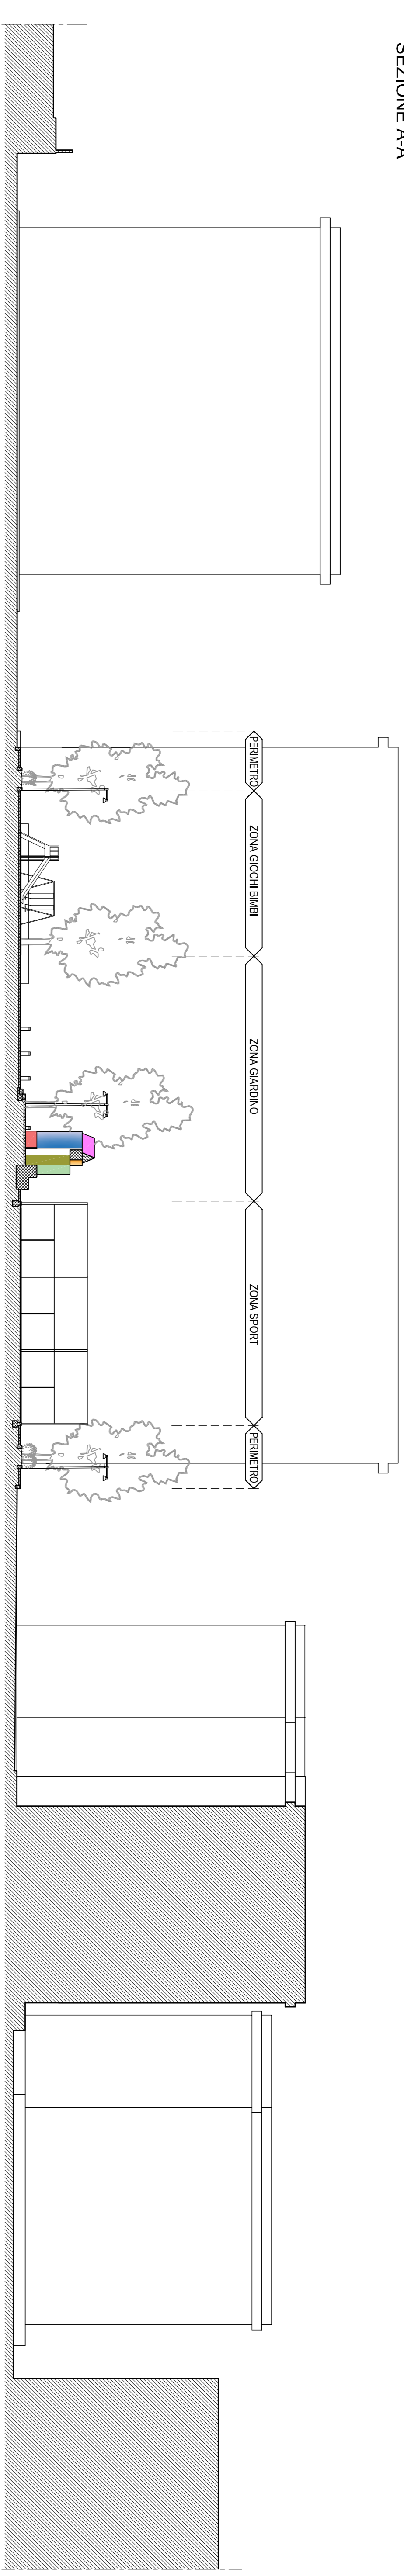 SEZIONE A-A
PERIMETRO
ZONA GIOCHI BIMBI
ZONA GIARDINO
ZONA SPORT
PERIMETRO